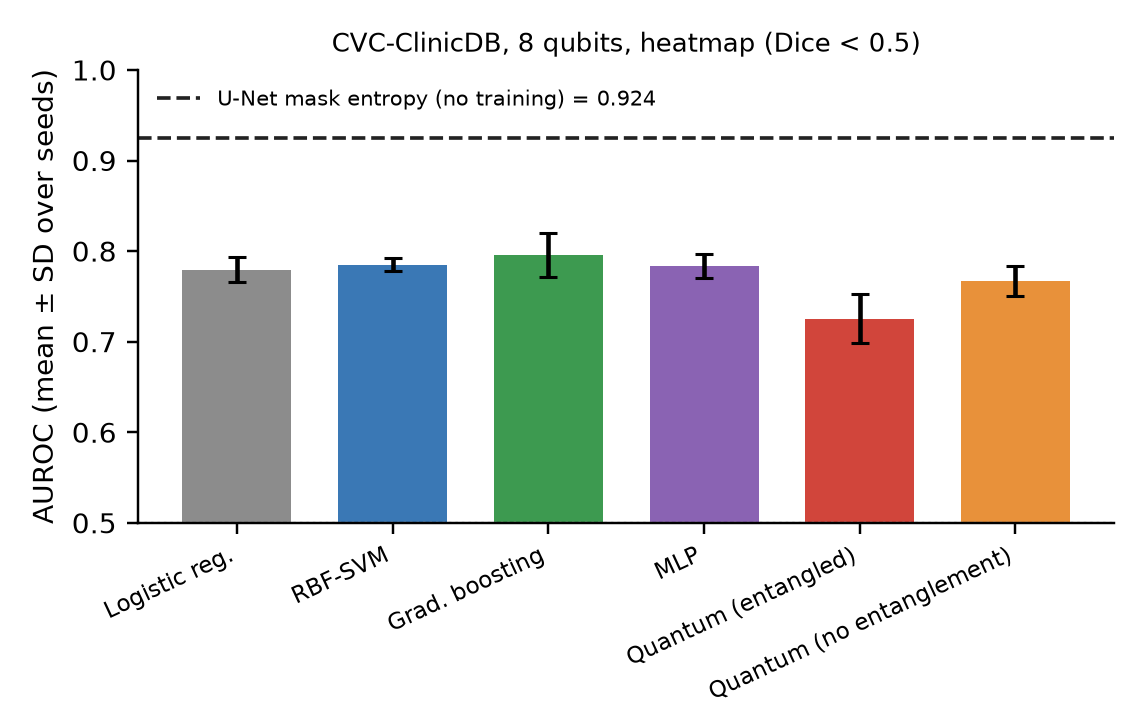 CVC-ClinicDB, 8 qubits, heatmap (Dice < 0.5)
AUROC (mean ± SD over seeds)
1.0
0.9
0.8
0.7
0.6
0.5
U-Net mask entropy (no training) = 0.924
Logistic reg.
RBF-SVM
Grad. boosting
MLP
Quantum (entangled)
Quantum (no entanglement)